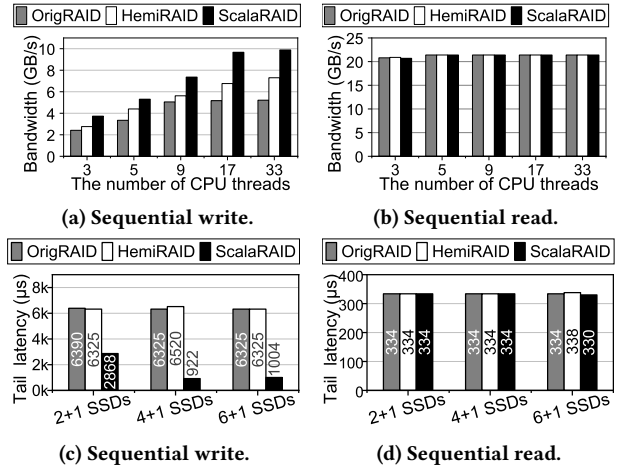 OrigRAID HemiRAID ScalaRAID
Bandwidth (GB/s)
10
8
6
4
2
0
3 5 9 17 33
The number of CPU threads
(a) Sequential write.
OrigRAID HemiRAID ScalaRAID
Bandwidth (GB/s)
25
20
15
10
5
0
3 5 9 17 33
The number of CPU threads
(b) Sequential read.
OrigRAID HemiRAID ScalaRAID
Tail latency (μs)
8k
6k
4k
2k
0k
6390 6325 2868
6325 6520 922
6325 6325 1004
2+1 SSDs 4+1 SSDs 6+1 SSDs
(c) Sequential write.
OrigRAID HemiRAID ScalaRAID
Tail latency (μs)
400
300
200
100
0
334 334 334
334 334 334
334 338 330
2+1 SSDs 4+1 SSDs 6+1 SSDs
(d) Sequential read.